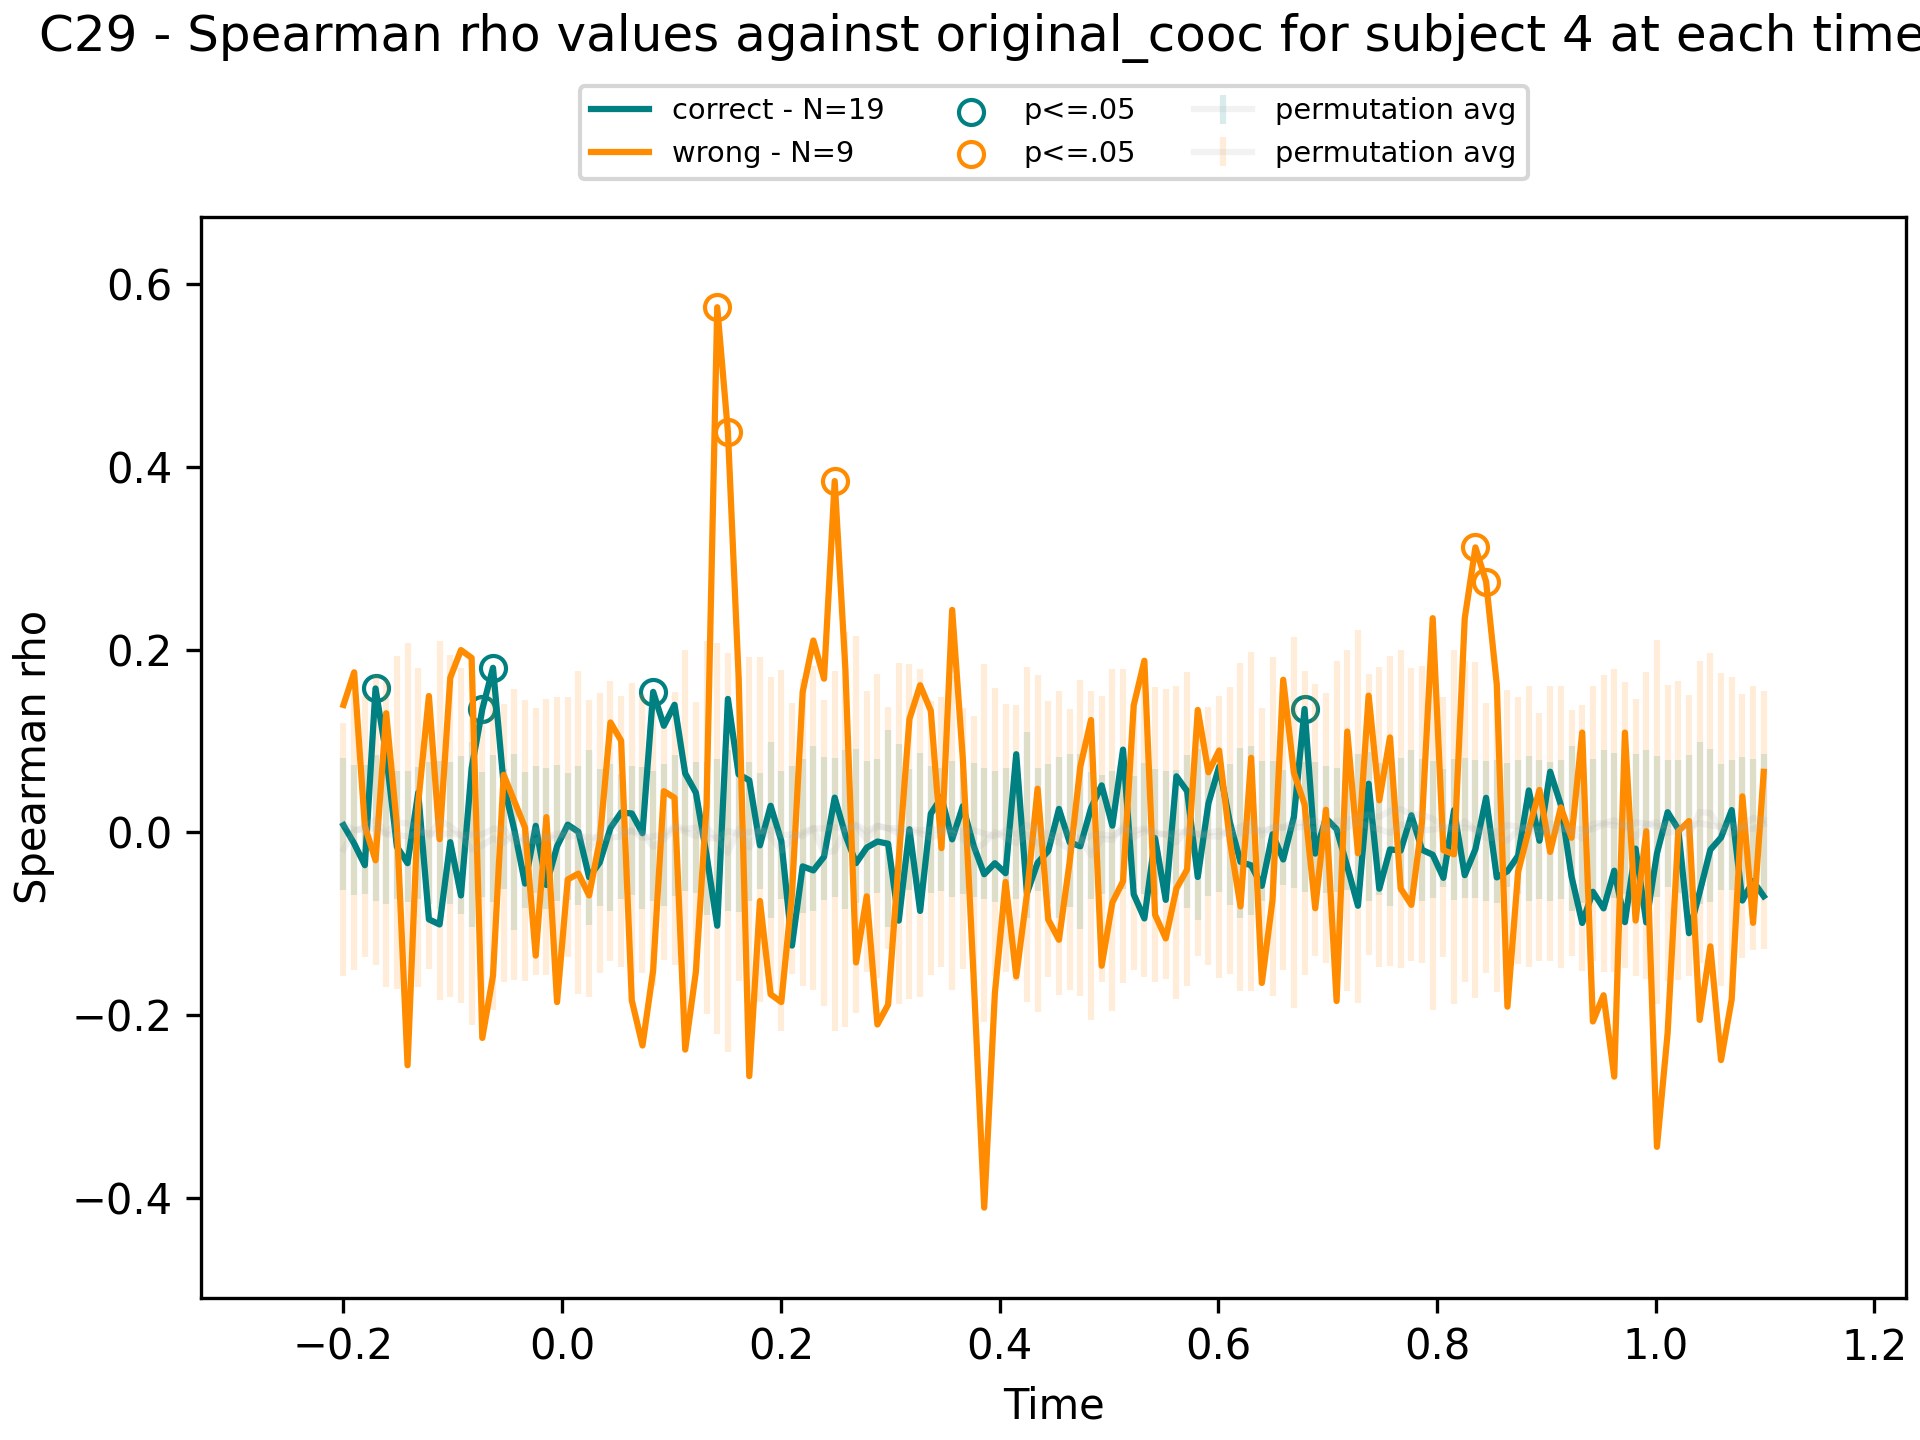 C29 - Spearman rho values against original_cooc for subject 4 at each time
correct - N=19
wrong - N=9
p<=.05
p<=.05
permutation avg
permutation avg
Spearman rho
0.6
0.4
0.2
0.0
−0.2
−0.4
−0.2 0.0 0.2 0.4 0.6 0.8 1.0 1.2
Time